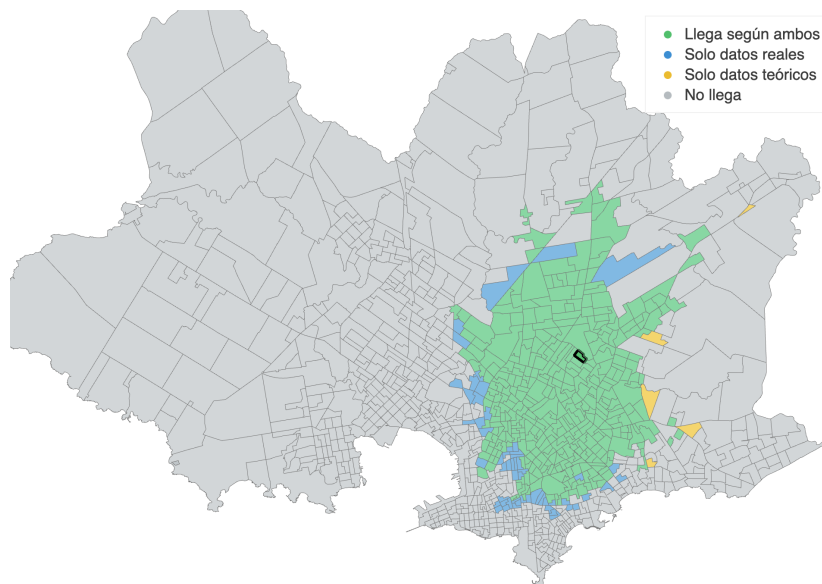 Llega según ambos
Solo datos reales
Solo datos teóricos
No llega